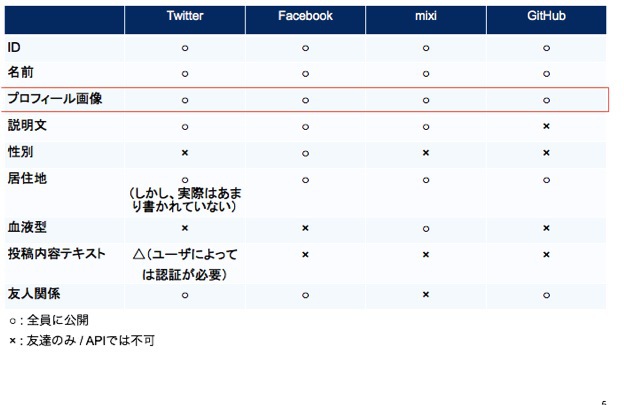 Twitter Facebook mixi GitHub
ID ○ ○ ○ ○
名前 ○ ○ ○ ○
プロフィール画像 ○ ○ ○ ○
説明文 ○ ○ ○ ×
性別 × ○ × ×
居住地 ○ ○ ○ ○
（しかし、実際はあま
り書かれていない）
血液型 × × ○ ×
投稿内容テキスト △（ユーザによって × × ×
は認証が必要）
友人関係 ○ ○ × ○
○ : 全員に公開
× : 友達のみ / APIでは不可